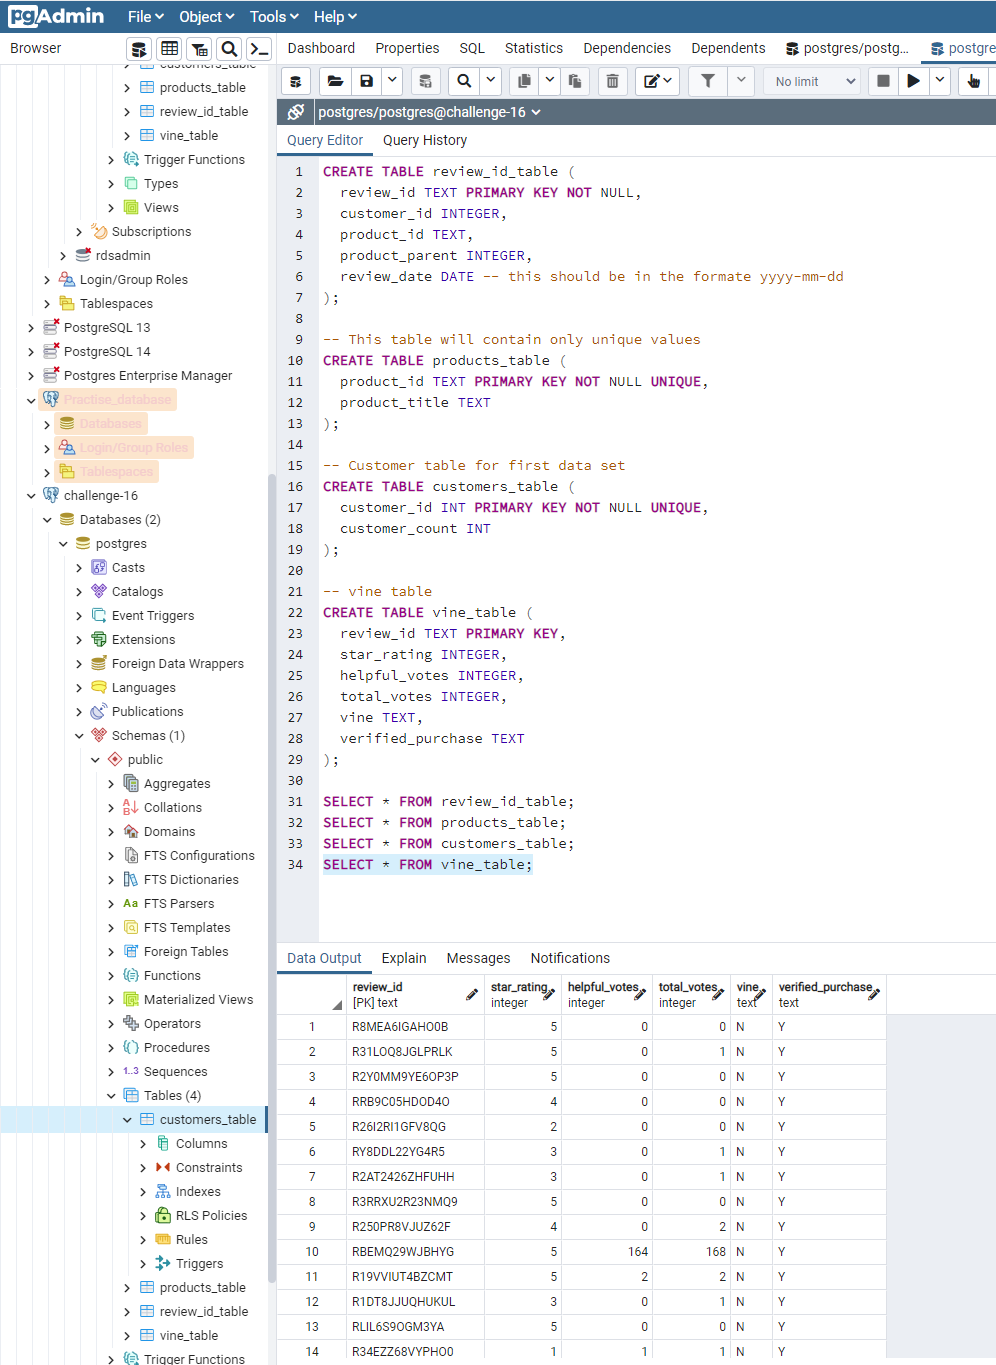 pgAdmin File Object Tools Help
Browser
Dashboard Properties SQL Statistics Dependencies Dependents postgres/postg... postgre
No limit
customers_table
products_table
review_id_table
vine_table
Trigger Functions
Types
Views
Subscriptions
rdsadmin
Login/Group Roles
Tablespaces
PostgreSQL 13
PostgreSQL 14
Postgres Enterprise Manager
Practise_database
Databases
Login/Group Roles
Tablespaces
challenge-16
Databases (2)
postgres
Casts
Catalogs
Event Triggers
Extensions
Foreign Data Wrappers
Languages
Publications
Schemas (1)
public
Aggregates
Collations
Domains
FTS Configurations
FTS Dictionaries
Aa FTS Parsers
FTS Templates
Foreign Tables
Functions
Materialized Views
Operators
Procedures
1..3 Sequences
Tables (4)
customers_table
Columns
Constraints
Indexes
RLS Policies
Rules
Triggers
products_table
review_id_table
vine_table
Trigger Functions
postgres/postgres@challenge-16
Query Editor Query History
1 CREATE TABLE review_id_table (
2 review_id TEXT PRIMARY KEY NOT NULL,
3 customer_id INTEGER,
4 product_id TEXT,
5 product_parent INTEGER,
6 review_date DATE -- this should be in the formate yyyy-mm-dd
7 );
8
9 -- This table will contain only unique values
10 CREATE TABLE products_table (
11 product_id TEXT PRIMARY KEY NOT NULL UNIQUE,
12 product_title TEXT
13 );
14
15 -- Customer table for first data set
16 CREATE TABLE customers_table (
17 customer_id INT PRIMARY KEY NOT NULL UNIQUE,
18 customer_count INT
19 );
20
21 -- vine table
22 CREATE TABLE vine_table (
23 review_id TEXT PRIMARY KEY,
24 star_rating INTEGER,
25 helpful_votes INTEGER,
26 total_votes INTEGER,
27 vine TEXT,
28 verified_purchase TEXT
29 );
30
31 SELECT * FROM review_id_table;
32 SELECT * FROM products_table;
33 SELECT * FROM customers_table;
34 SELECT * FROM vine_table;
Data Output Explain Messages Notifications
review_id star_rating helpful_votes total_votes vine verified_purchase
[PK] text integer integer integer text text
1 R8MEA6IGAHO0B 5 0 0 N Y
2 R31LOQ8JGLPRLK 5 0 1 N Y
3 R2Y0MM9YE6OP3P 5 0 0 N Y
4 RRB9C05HDOD4O 4 0 0 N Y
5 R26I2RI1GFV8QG 2 0 0 N Y
6 RY8DDL22YG4R5 3 0 1 N Y
7 R2AT2426ZHFUHH 3 0 1 N Y
8 R3RRXU2R23NMQ9 5 0 0 N Y
9 R250PR8VJUZ62F 4 0 2 N Y
10 RBEMQ29WJBHYG 5 164 168 N Y
11 R19VVIUT4BZCMT 5 2 2 N Y
12 R1DT8JJUQHUKUL 3 0 1 N Y
13 RLIL6S9OGM3YA 5 0 0 N Y
14 R34EZZ68VYPHO0 1 1 1 N Y